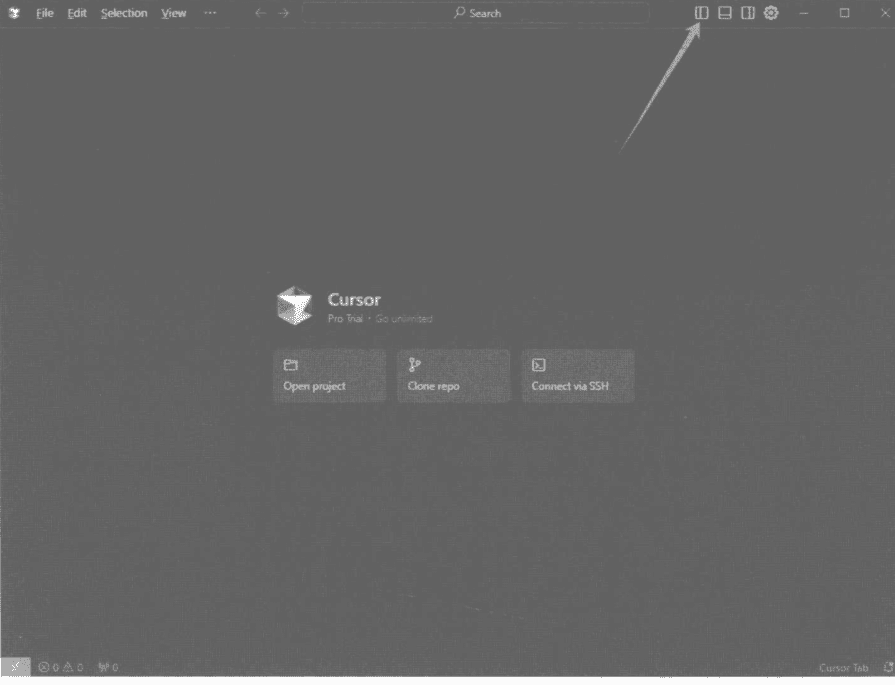 File Edit Selection View ··· Search
Cursor
Pro Trial · Go unlimited
Open project Clone repo Connect via SSH
0 0 0 Cursor Tab